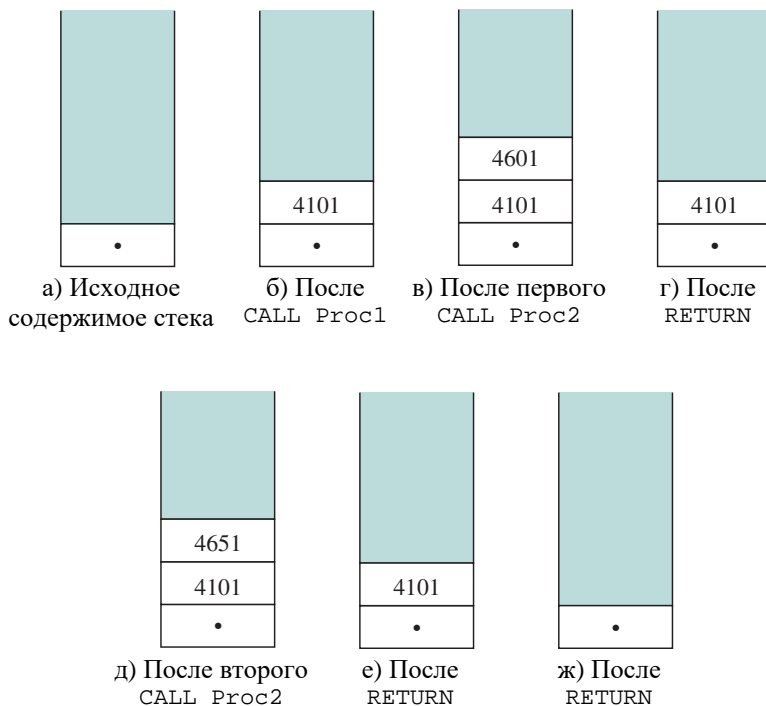 4101
•
4601
4101
•
4101
•
•
а) Исходное
содержимое стека
б) После
CALL Proc1
в) После первого
CALL Proc2
г) После
RETURN
4651
4101
•
4101
•
•
д) После второго
CALL Proc2
е) После
RETURN
ж) После
RETURN